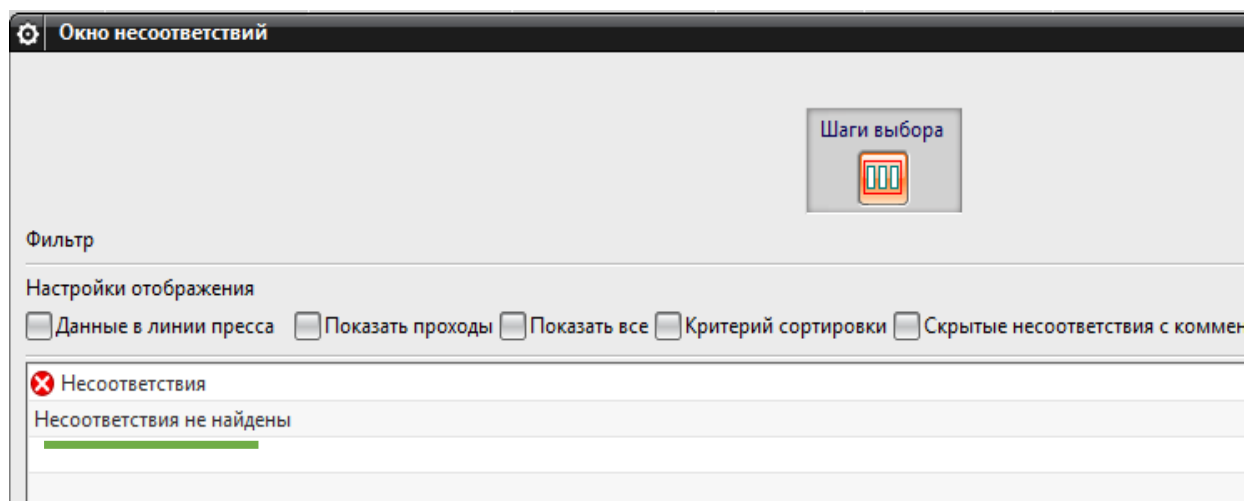 Окно несоответствий
Шаги выбора
Фильтр
Настройки отображения
Данные в линии пресса Показать проходы Показать все Критерий сортировки Скрытые несоответствия с коммен
Несоответствия
Несоответствия не найдены